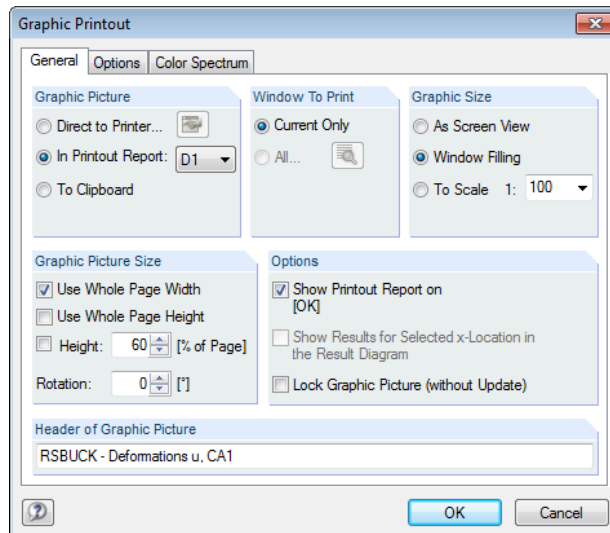 Graphic Printout
General Options Color Spectrum
Graphic Picture
Direct to Printer...
In Printout Report: D1
To Clipboard
Window To Print
Current Only
All...
Graphic Size
As Screen View
Window Filling
To Scale 1: 100
Graphic Picture Size
Use Whole Page Width
Use Whole Page Height
Height: 60 [% of Page]
Rotation: 0 [°]
Options
Show Printout Report on
[OK]
Show Results for Selected x-Location in
the Result Diagram
Lock Graphic Picture (without Update)
Header of Graphic Picture
RSBUCK - Deformations u, CA1
OK Cancel